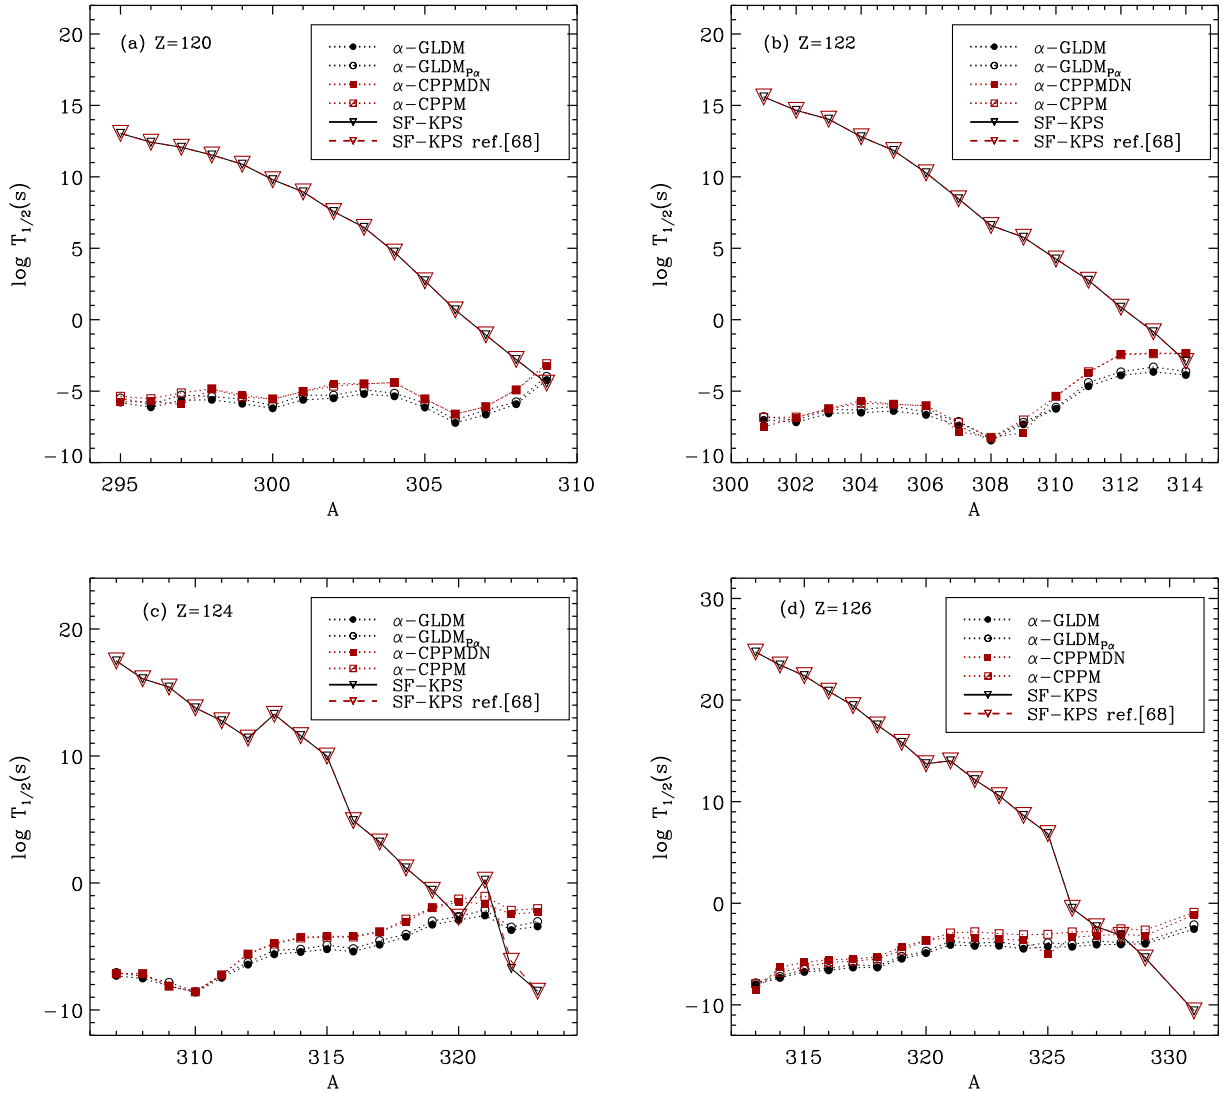 (a) Z=120
α−GLDM
α−GLDM_Pα
α−CPPMDN
α−CPPM
SF−KPS
SF−KPS ref.[68]
20
15
10
5
0
−5
−10
log T_1/2(s)
295 300 305 310
A
(b) Z=122
α−GLDM
α−GLDM_Pα
α−CPPMDN
α−CPPM
SF−KPS
SF−KPS ref.[68]
20
15
10
5
0
−5
−10
log T_1/2(s)
300 302 304 306 308 310 312 314
A
(c) Z=124
α−GLDM
α−GLDM_Pα
α−CPPMDN
α−CPPM
SF−KPS
SF−KPS ref.[68]
20
10
0
−10
log T_1/2(s)
310 315 320
A
(d) Z=126
α−GLDM
α−GLDM_Pα
α−CPPMDN
α−CPPM
SF−KPS
SF−KPS ref.[68]
30
20
10
0
−10
log T_1/2(s)
315 320 325 330
A